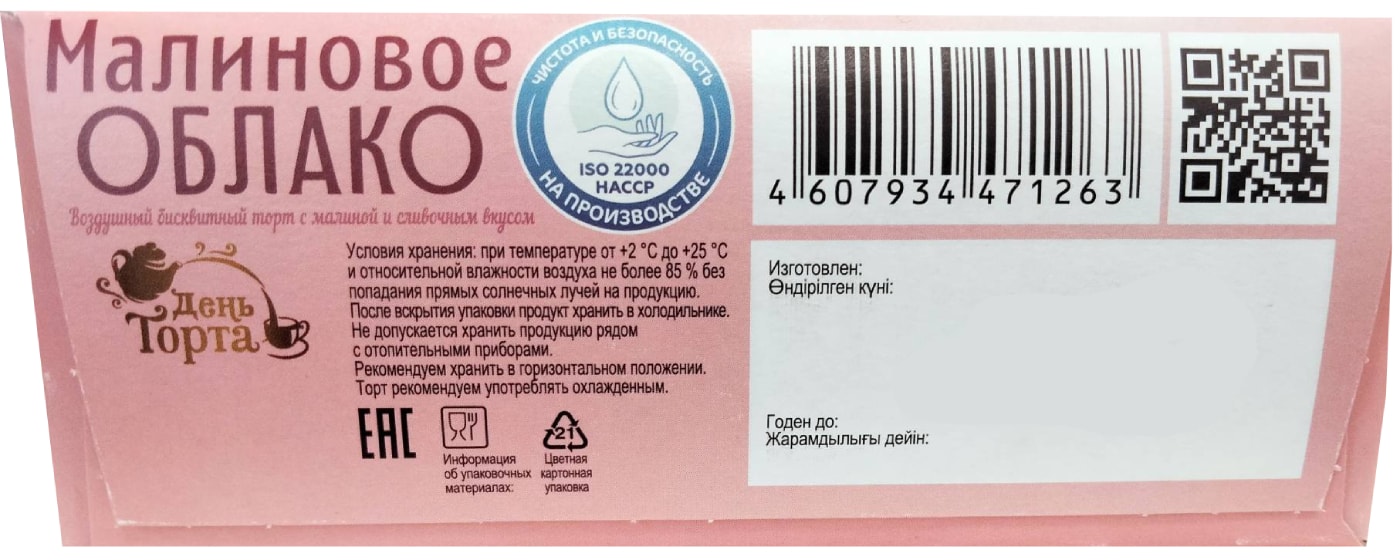 Малиновое
ОБЛАКО
Воздушный бисквитный торт с малиной и сливочным вкусом
ЧИСТОТА И БЕЗОПАСНОСТЬ
ISO 22000
HACCP
НА ПРОИЗВОДСТВЕ
4 607934 471263
День
Торта
Условия хранения: при температуре от +2 °С до +25 °С
и относительной влажности воздуха не более 85 % без
попадания прямых солнечных лучей на продукцию.
После вскрытия упаковки продукт хранить в холодильнике.
Не допускается хранить продукцию рядом
с отопительными приборами.
Рекомендуем хранить в горизонтальном положении.
Торт рекомендуем употреблять охлажденным.
ЕАС
Информация
об упаковочных
материалах:
21
Цветная
картонная
упаковка
Изготовлен:
Өндірілген күні:
Годен до:
Жарамдылығы дейін: